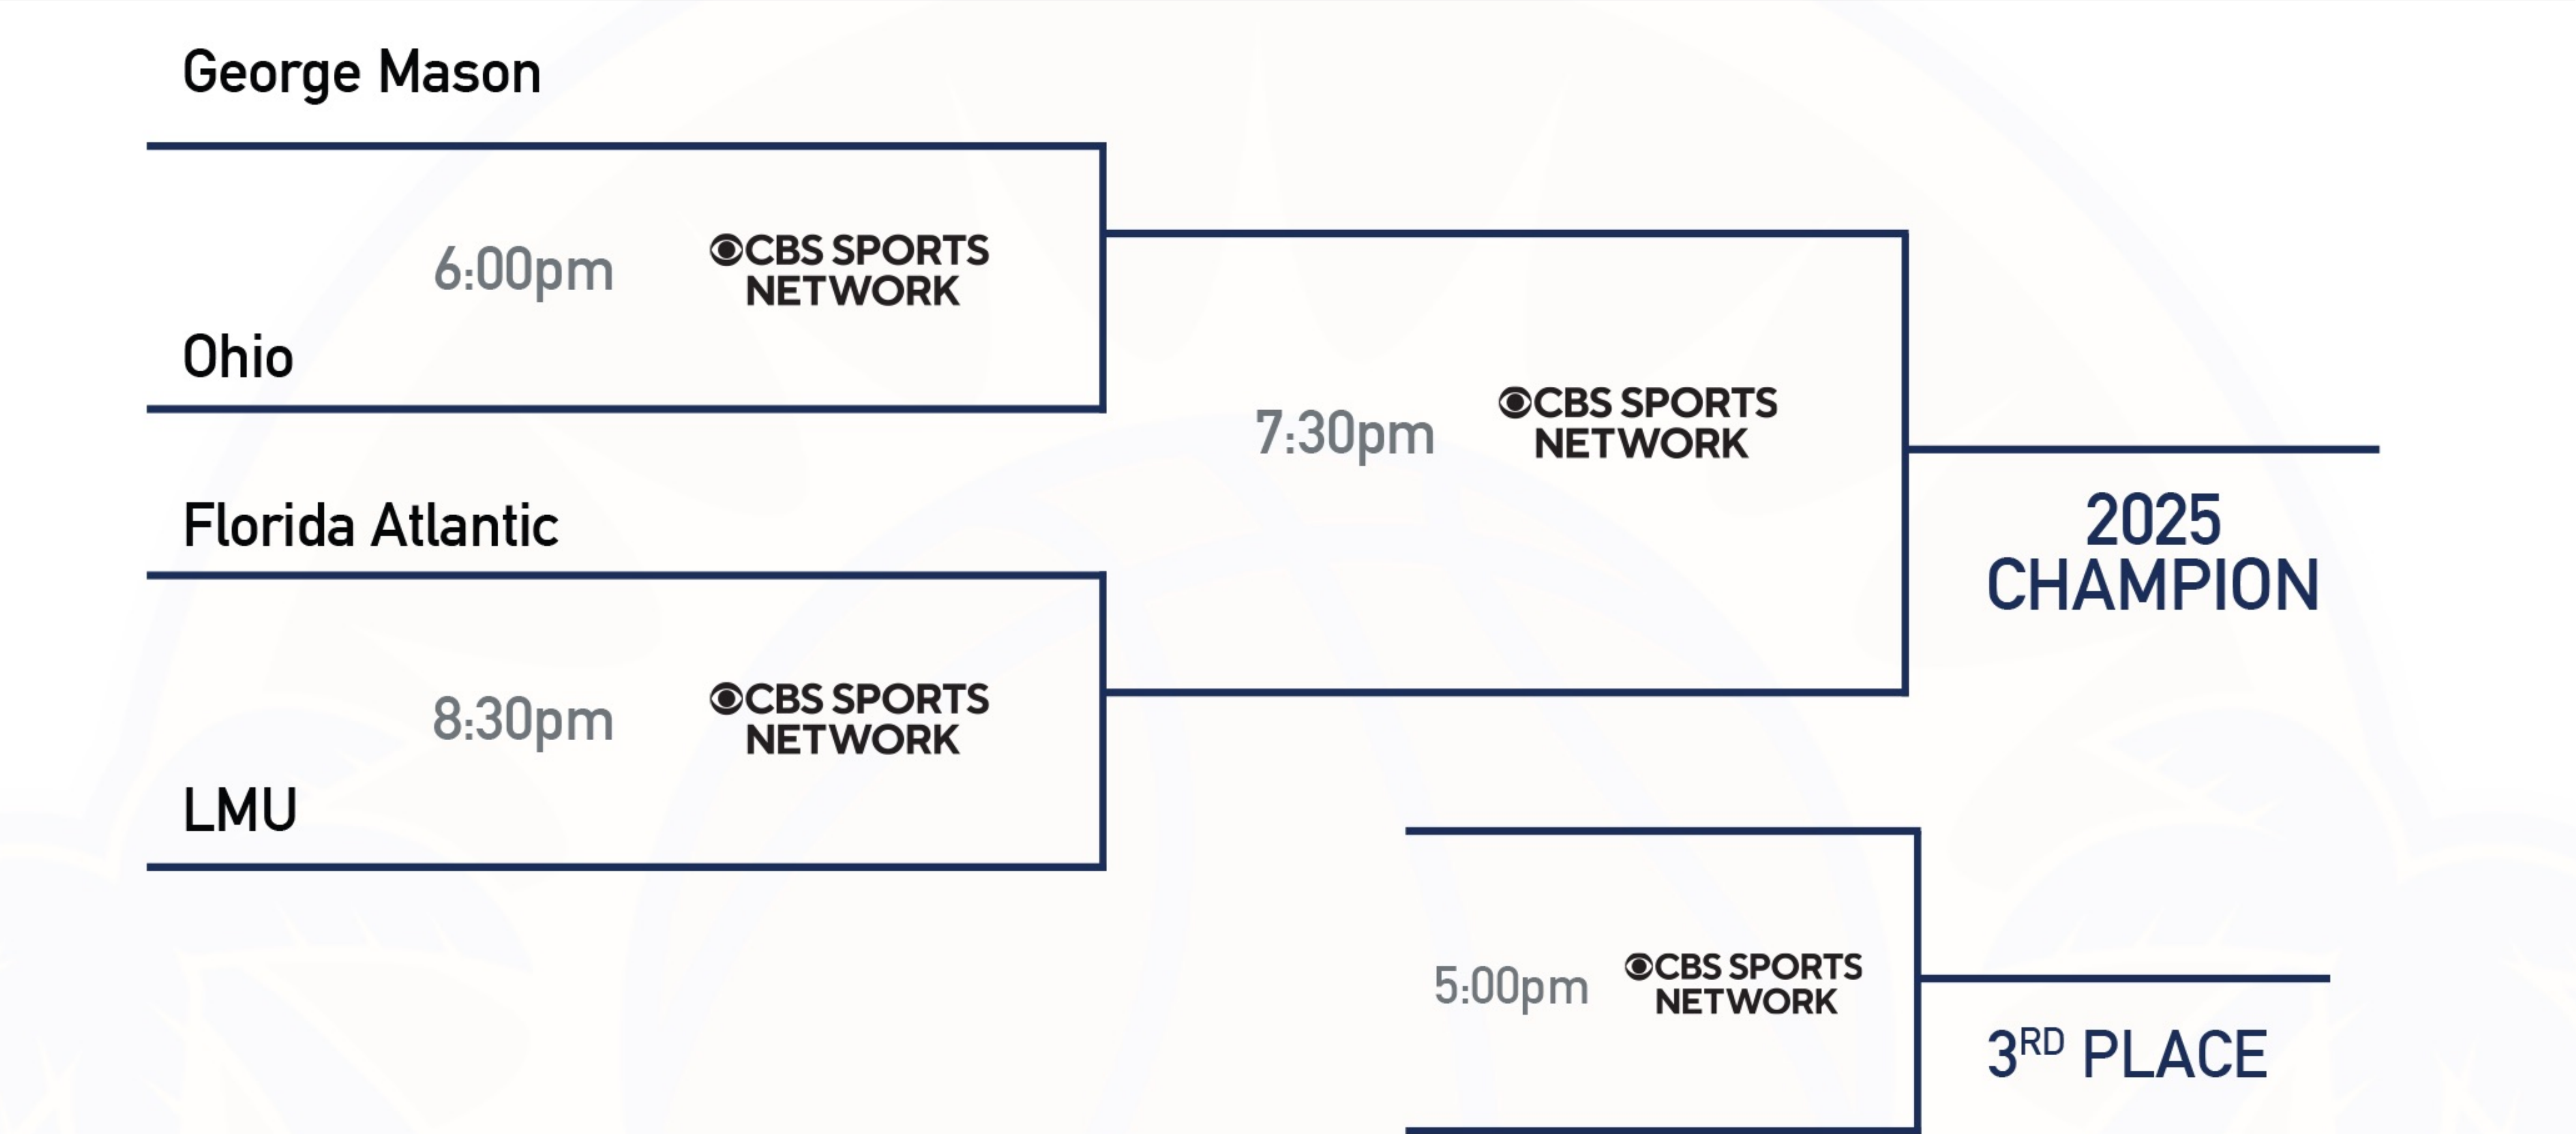 George Mason
6:00pm
CBS SPORTS
NETWORK
Ohio
Florida Atlantic
8:30pm
CBS SPORTS
NETWORK
LMU
7:30pm
CBS SPORTS
NETWORK
2025
CHAMPION
5:00pm
CBS SPORTS
NETWORK
3RD PLACE